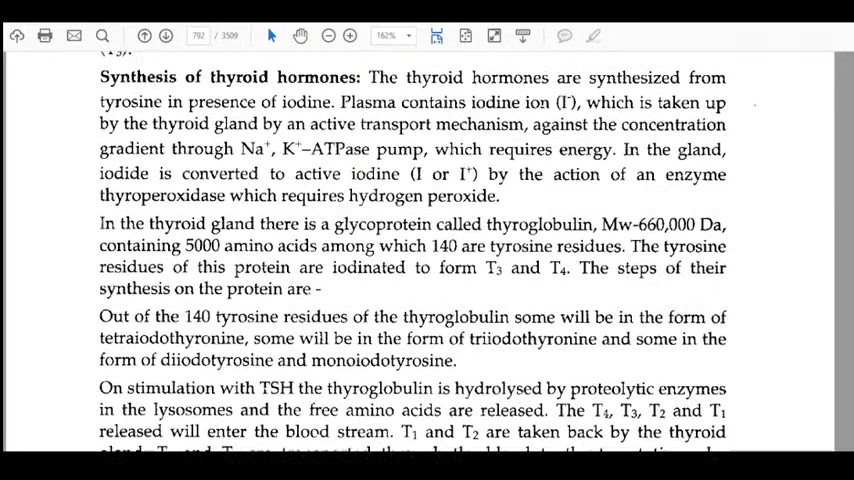 792 / 3509 162%
Synthesis of thyroid hormones: The thyroid hormones are synthesized from
tyrosine in presence of iodine. Plasma contains iodine ion (I⁻), which is taken up
by the thyroid gland by an active transport mechanism, against the concentration
gradient through Na⁺, K⁺–ATPase pump, which requires energy. In the gland,
iodide is converted to active iodine (I or I⁺) by the action of an enzyme
thyroperoxidase which requires hydrogen peroxide.
In the thyroid gland there is a glycoprotein called thyroglobulin, Mw-660,000 Da,
containing 5000 amino acids among which 140 are tyrosine residues. The tyrosine
residues of this protein are iodinated to form T₃ and T₄. The steps of their
synthesis on the protein are -
Out of the 140 tyrosine residues of the thyroglobulin some will be in the form of
tetraiodothyronine, some will be in the form of triiodothyronine and some in the
form of diiodotyrosine and monoiodotyrosine.
On stimulation with TSH the thyroglobulin is hydrolysed by proteolytic enzymes
in the lysosomes and the free amino acids are released. The T₄, T₃, T₂ and T₁
released will enter the blood stream. T₁ and T₂ are taken back by the thyroid